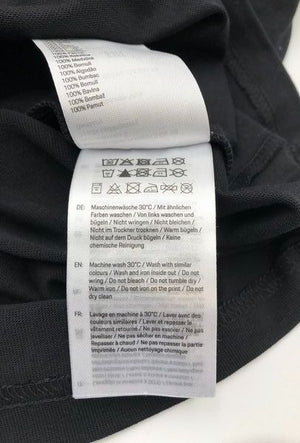 100% Bomull
100% Algodão
100% Bumbac
100% Bomuld
100% Bavlna
100% Bombaž
100% Pamut
DE:
Maschinenwäsche 30°C / Mit ähnlichen
Farben waschen / Von links waschen und
bügeln / Nicht wringen / Nicht bleichen /
Nicht im Trockner trocknen / Warm bügeln /
Nicht auf dem Druck bügeln / Keine
chemische Reinigung
EN:
Machine wash 30°C / Wash with similar
colours / Wash and iron inside out / Do not
wring / Do not bleach / Do not tumble dry /
Warm iron / Do not iron on the print / Do not
dry clean
FR:
Lavage en machine à 30°C / Laver avec des
couleurs similaires / Laver et repasser le
vêtement retourné / Ne pas essorer / Ne pas
javelliser / Ne pas sécher en machine /
Repasser à chaud / Ne pas repasser la partie
imprimée / Aucun nettoyage chimique